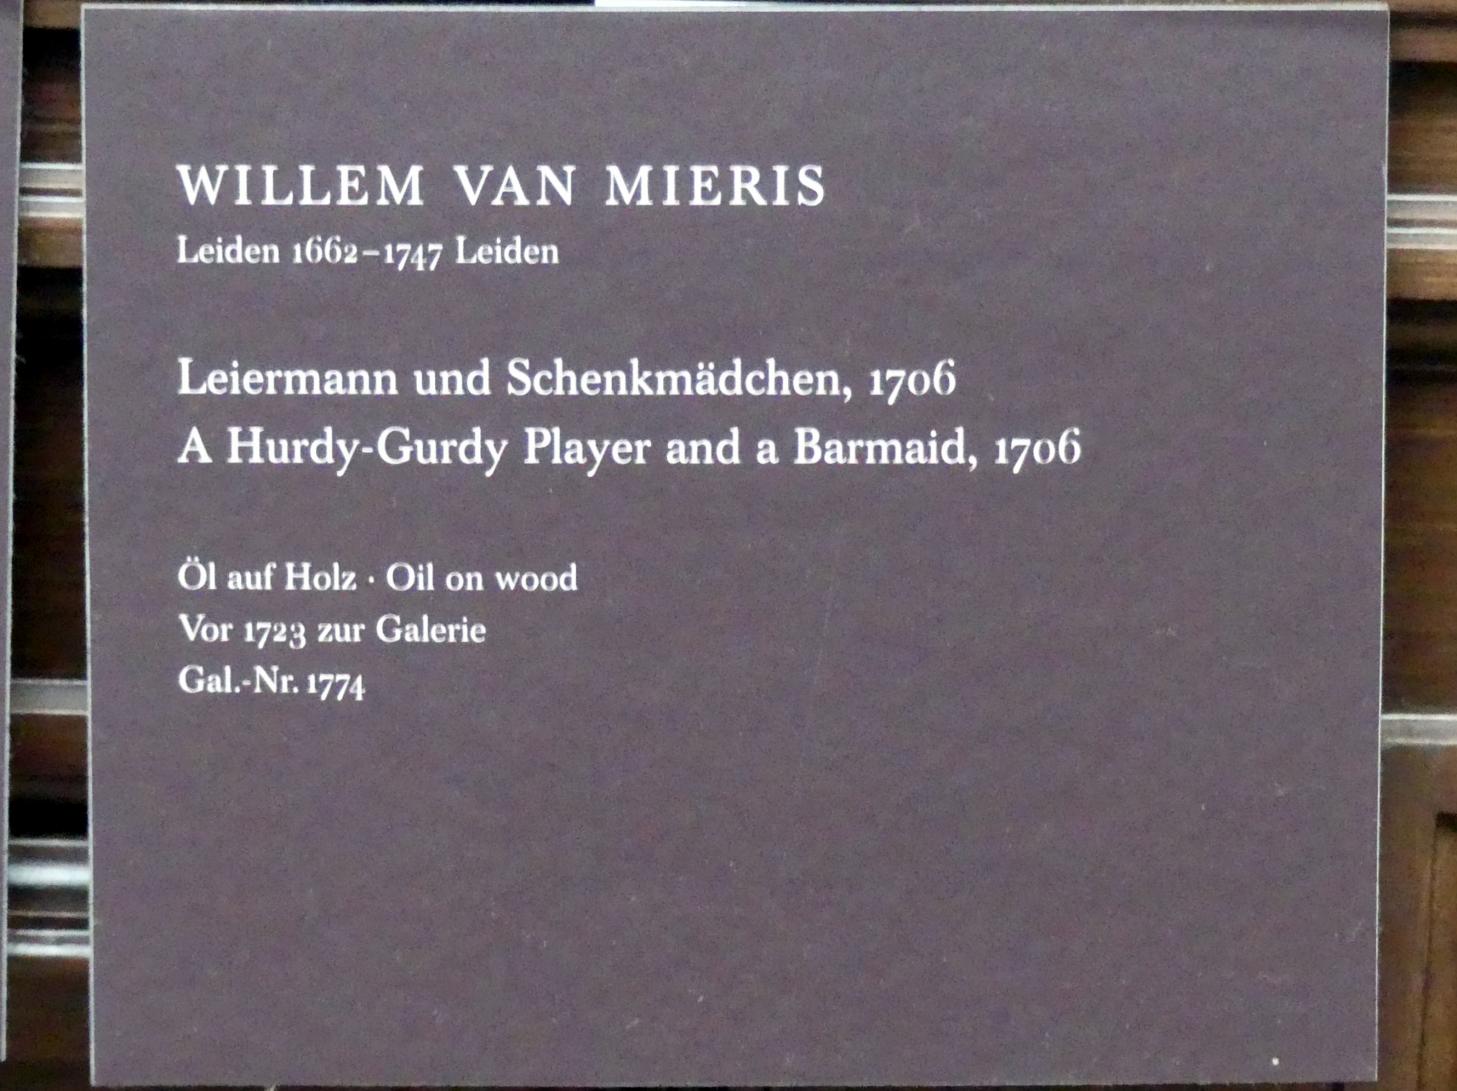 WILLEM VAN MIERIS
Leiden 1662–1747 Leiden
Leiermann und Schenkmädchen, 1706
A Hurdy-Gurdy Player and a Barmaid, 1706
Öl auf Holz · Oil on wood
Vor 1723 zur Galerie
Gal.-Nr. 1774